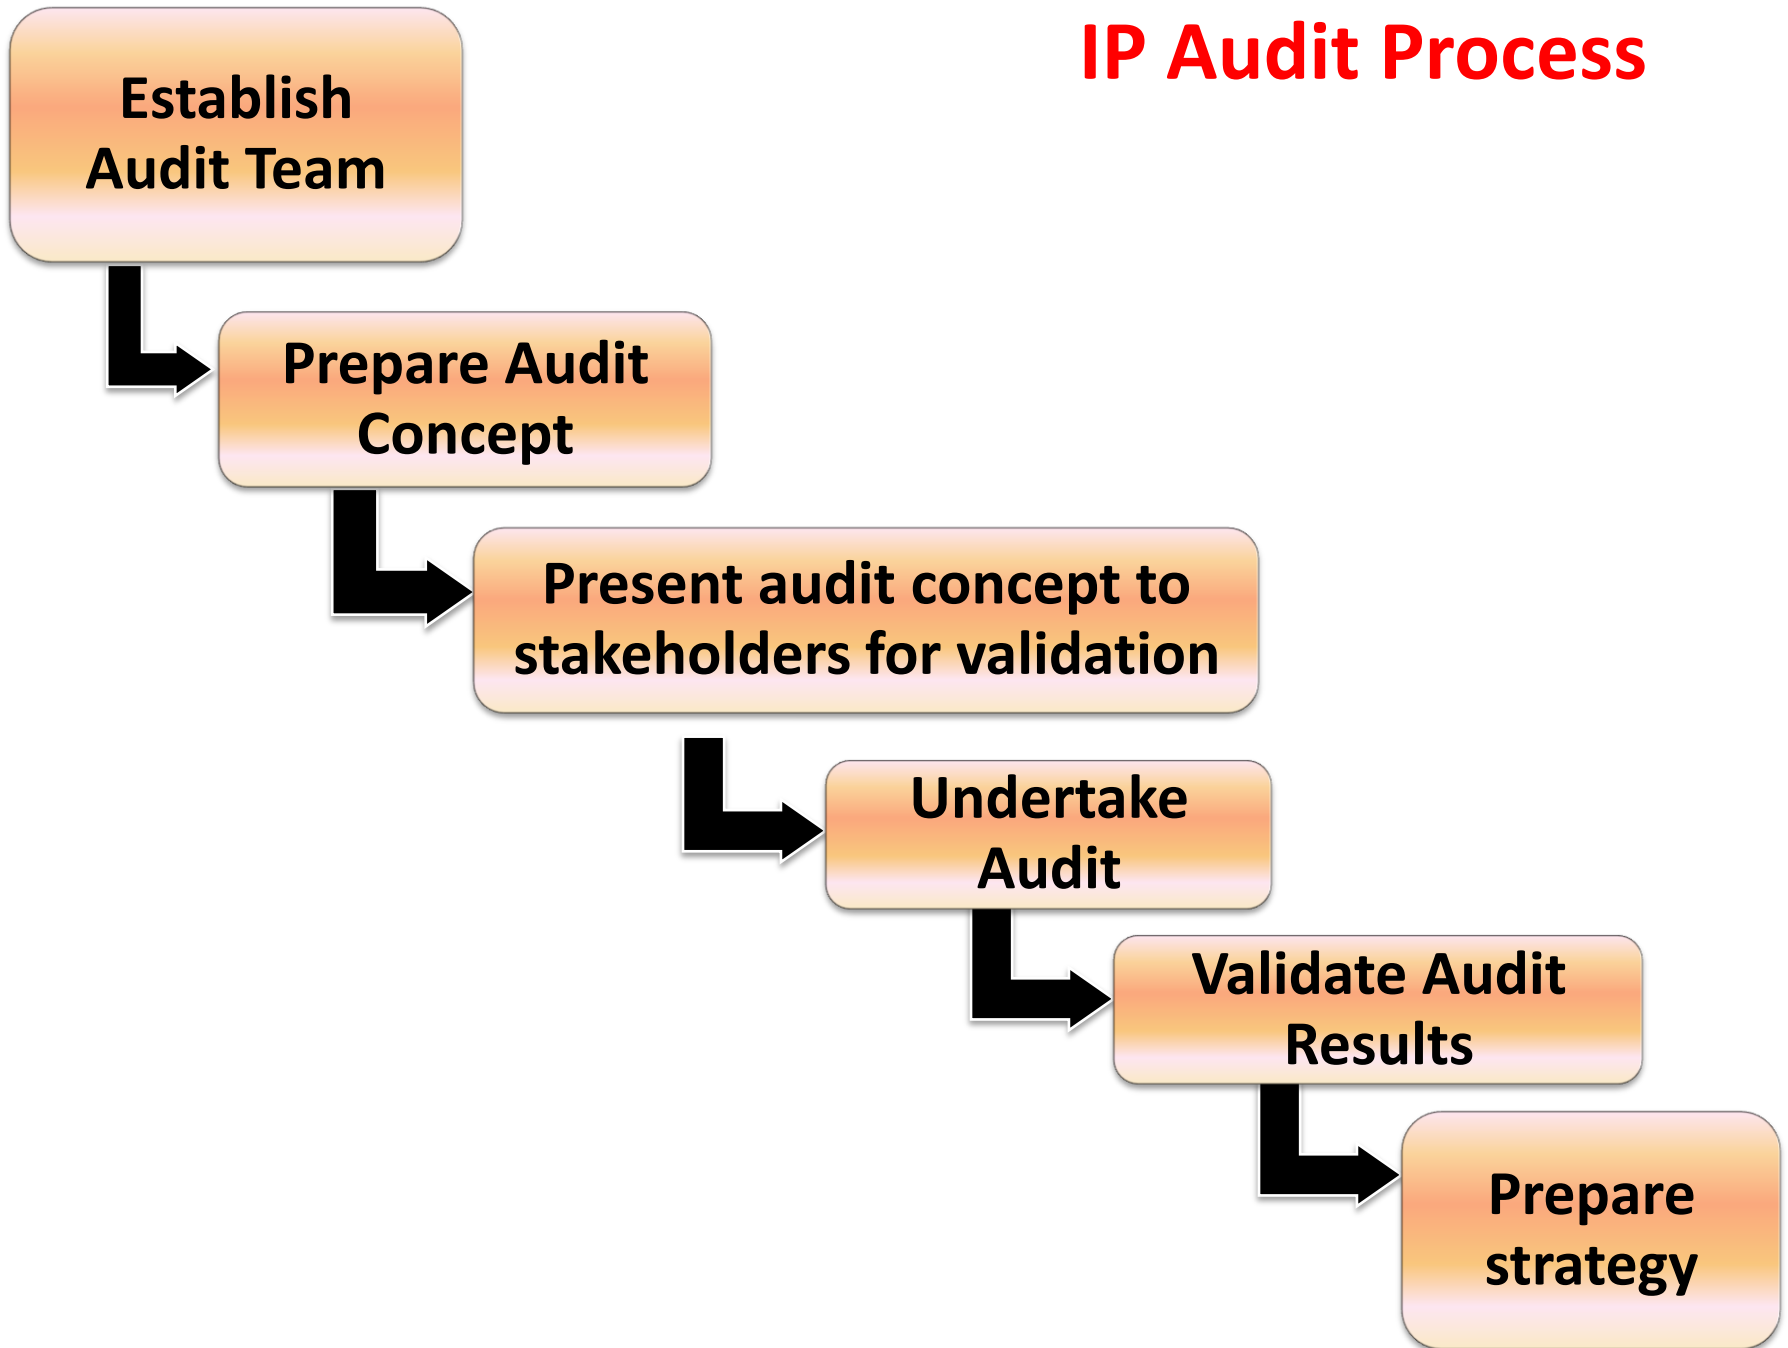 IP Audit Process
Establish
Audit Team
Prepare Audit
Concept
Present audit concept to
stakeholders for validation
Undertake
Audit
Validate Audit
Results
Prepare
strategy